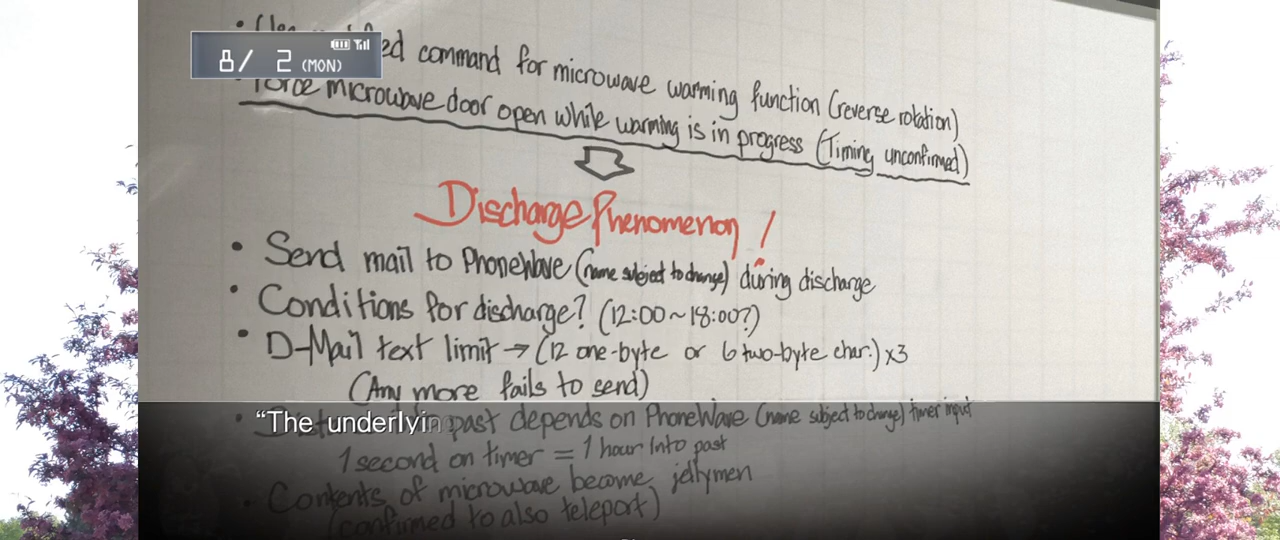 8/ 2 (MON)
command for microwave warming function (reverse rotation)
Force microwave door open while warming is in progress (Timing unconfirmed)
Discharge Phenomenon!
• Send mail to PhoneWave (name subject to change) during discharge
• Conditions for discharge? (12:00~18:00?)
• D-Mail text limit → (12 one-byte or 6 two-byte char.) x3
(Any more fails to send)
past depends on PhoneWave (name subject to change) timer input
“The underlyin
1 second on timer = 1 hour into past
• Contents of microwave become jellymen
(confirmed to also teleport)